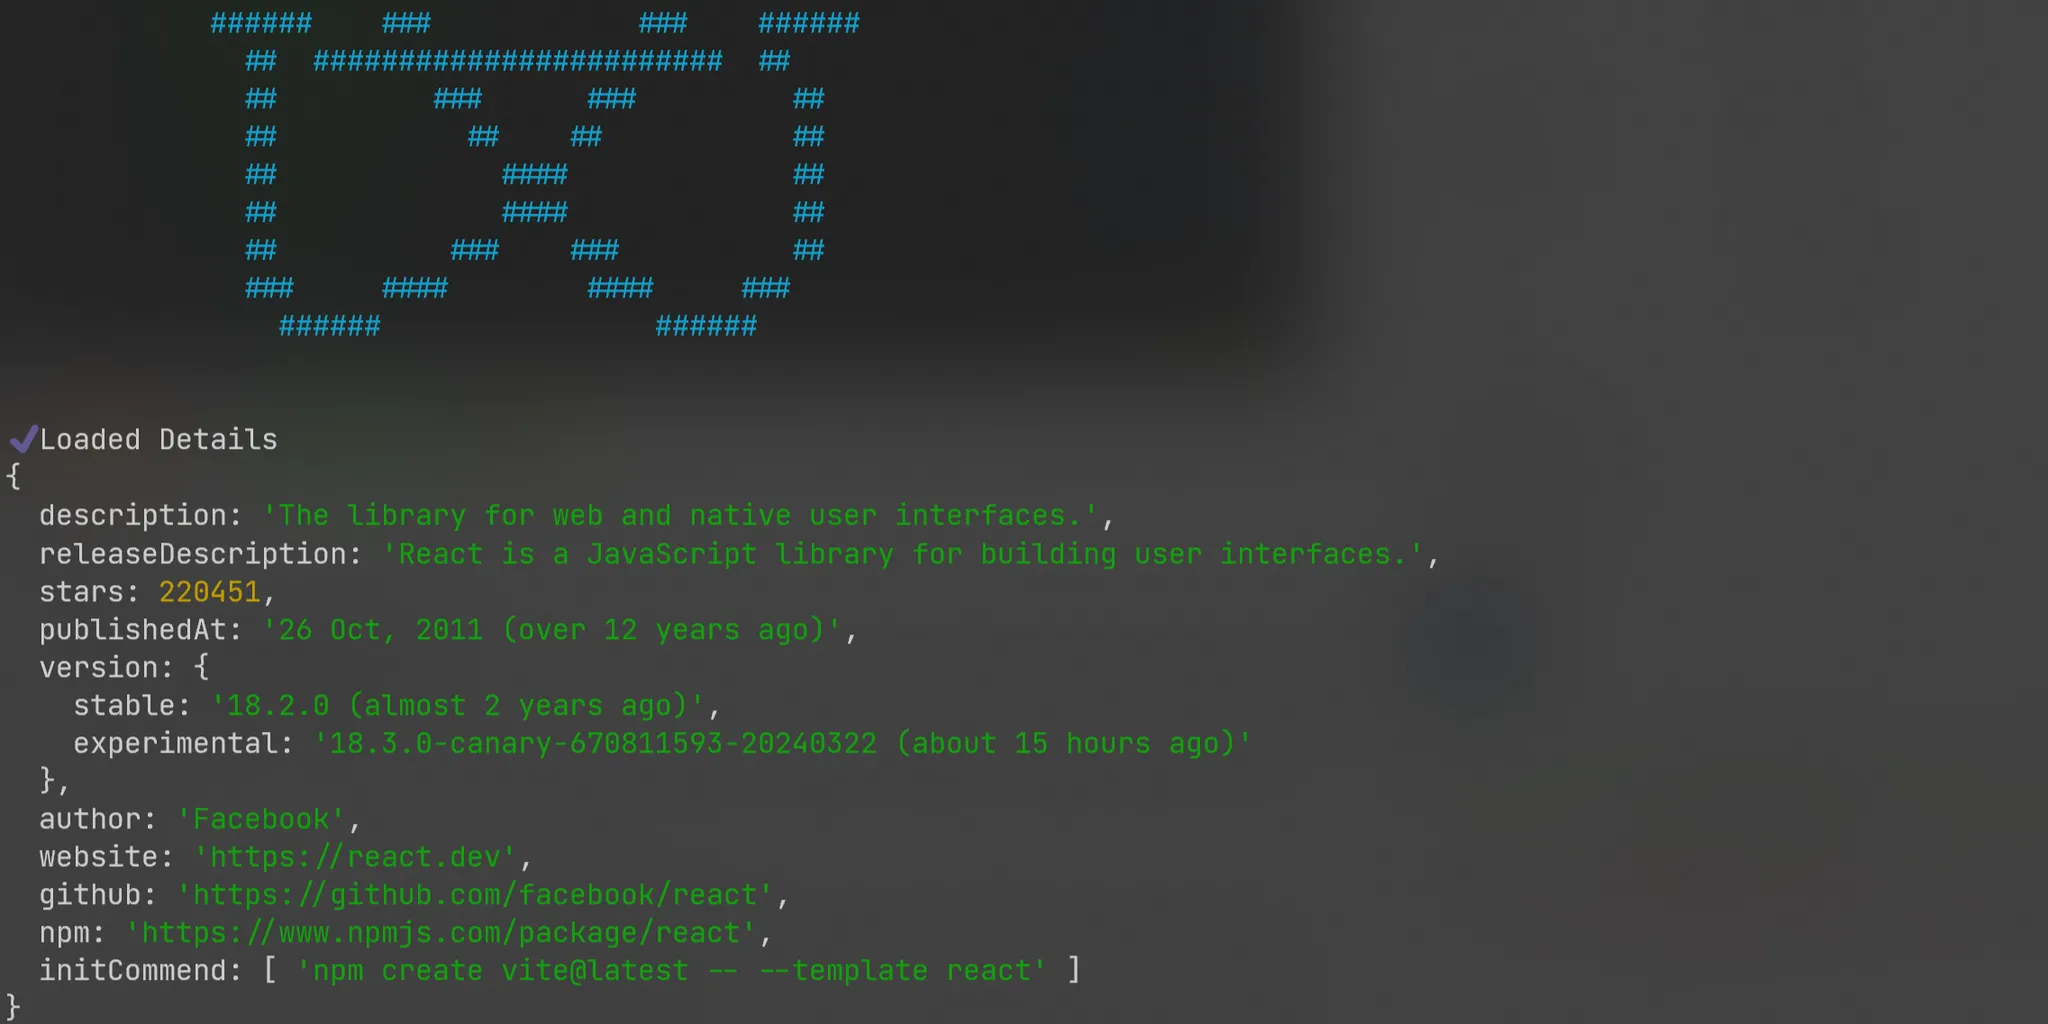 ###### ### ### ######
## ######################## ##
## ### ### ##
## ## ## ##
## #### ##
## #### ##
## ### ### ##
### #### #### ###
###### ######
✔Loaded Details
{
description: 'The library for web and native user interfaces.',
releaseDescription: 'React is a JavaScript library for building user interfaces.',
stars: 220451,
publishedAt: '26 Oct, 2011 (over 12 years ago)',
version: {
stable: '18.2.0 (almost 2 years ago)',
experimental: '18.3.0-canary-670811593-20240322 (about 15 hours ago)'
},
author: 'Facebook',
website: 'https://react.dev',
github: 'https://github.com/facebook/react',
npm: 'https://www.npmjs.com/package/react',
initCommend: [ 'npm create vite@latest -- --template react' ]
}